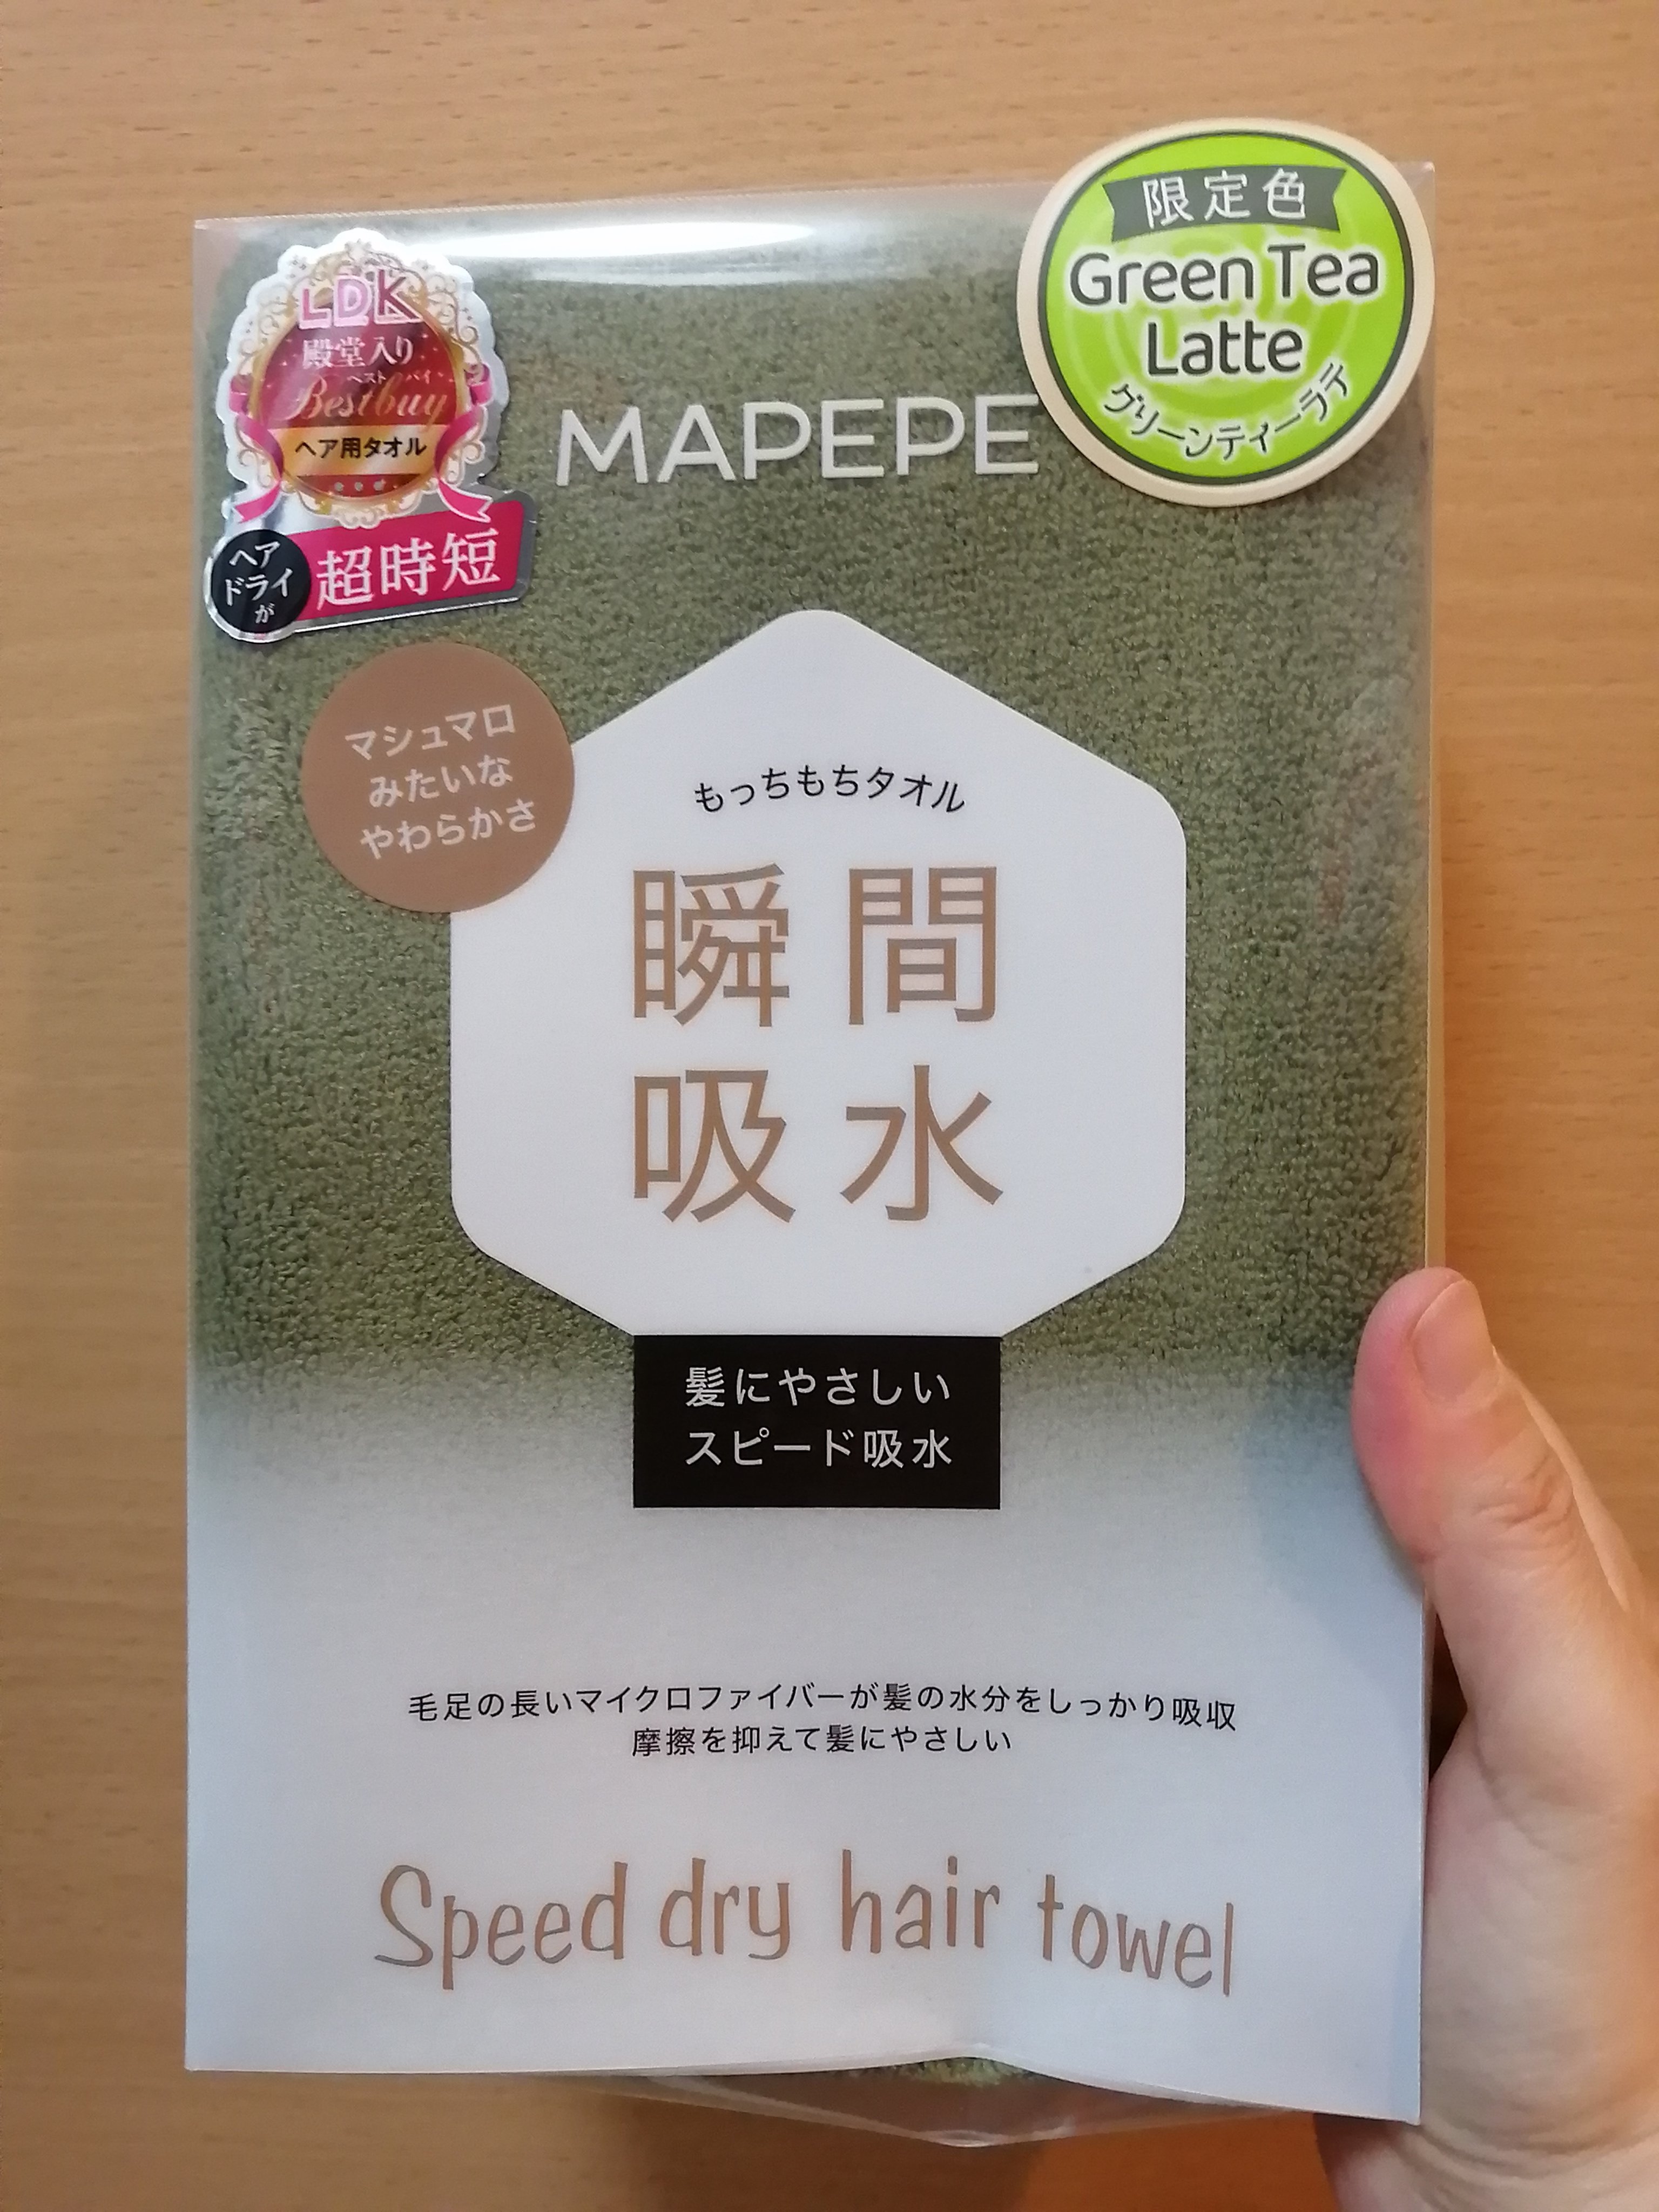 限定色
Green Tea
Latte
グリーンティーラテ
LDK
殿堂入り
ベスト バイ
Bestbuy
ヘア用タオル
ヘア
ドライ
が
超時短
MAPEPE
マシュマロ
みたいな
やわらかさ
もっちもちタオル
瞬間
吸水
髪にやさしい
スピード吸水
毛足の長いマイクロファイバーが髪の水分をしっかり吸収
摩擦を抑えて髪にやさしい
Speed dry hair towel